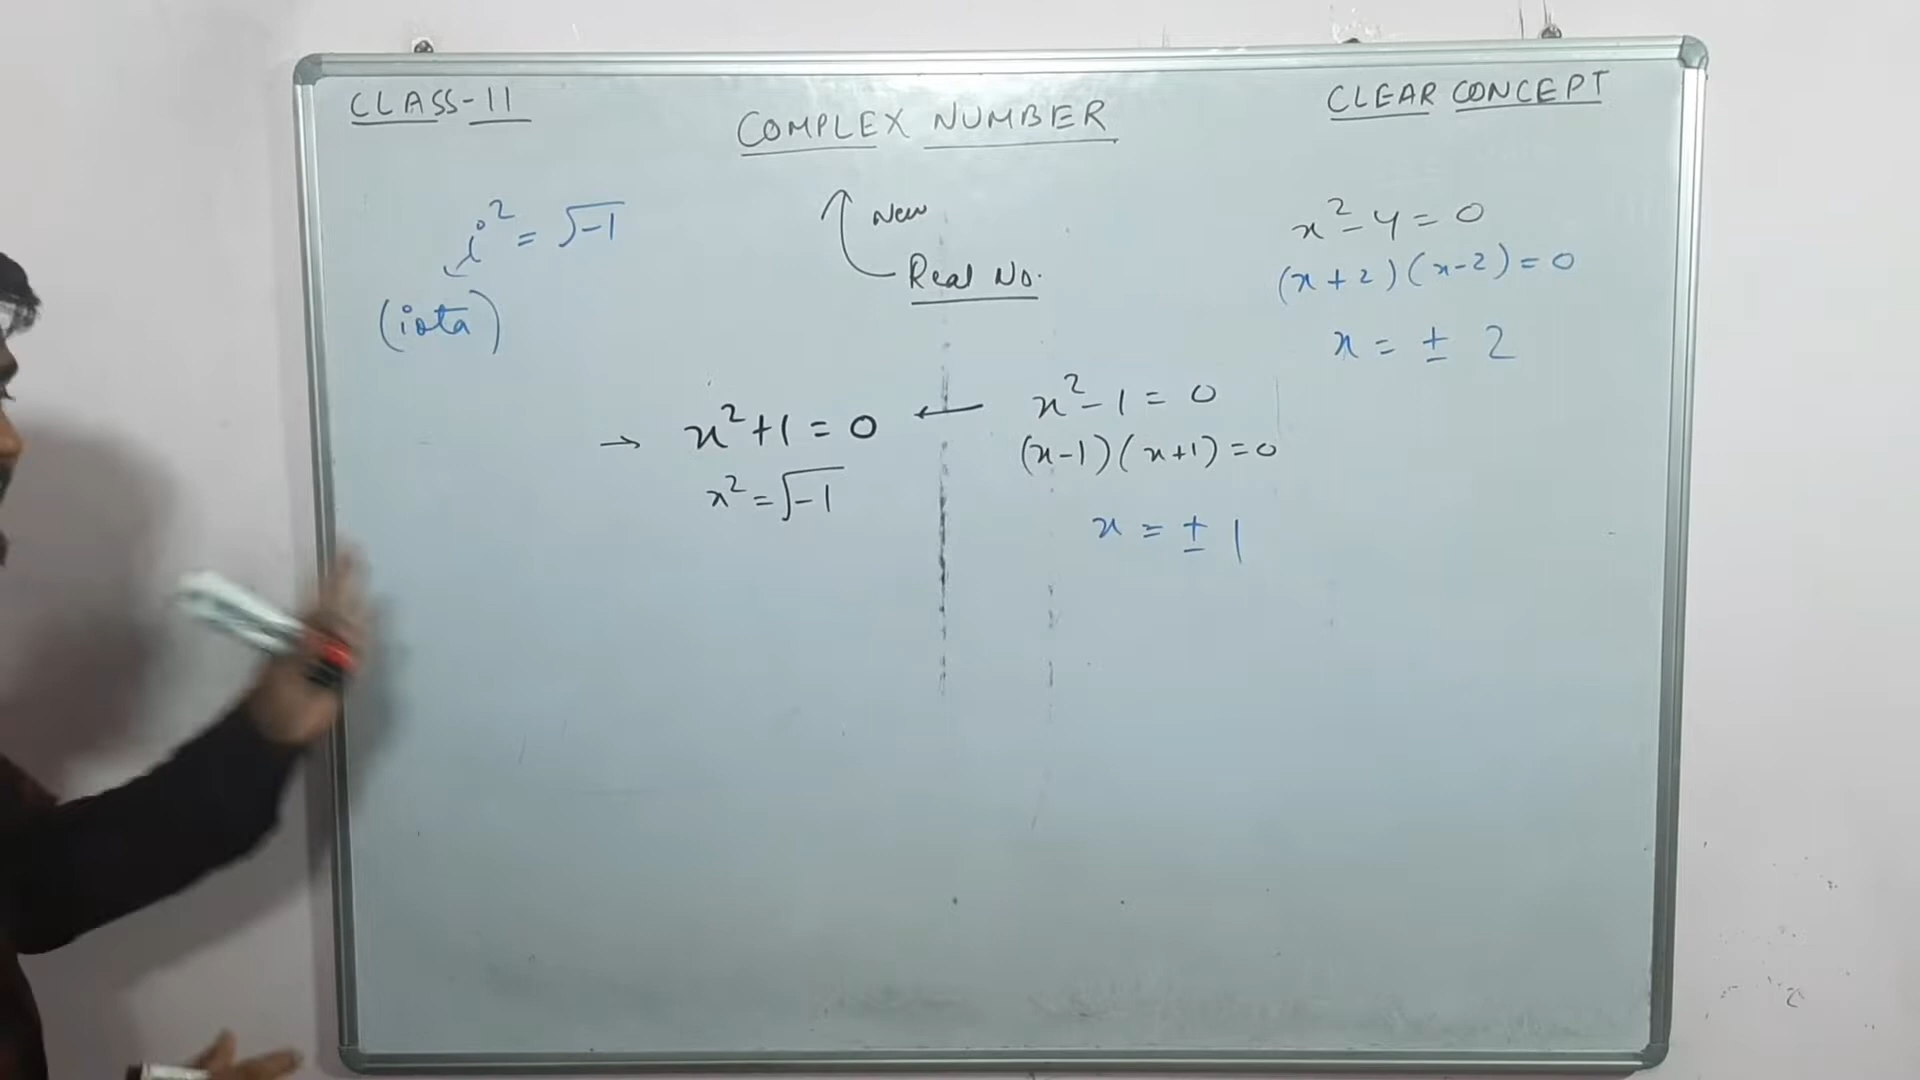 CLASS-11
COMPLEX NUMBER
CLEAR CONCEPT
i² = √-1
(iota)
New
Real No.
x² - 4 = 0
(x + 2) (x - 2) = 0
x = ± 2
→ x² + 1 = 0 ←
x² = √-1
x² - 1 = 0
(x - 1) (x + 1) = 0
x = ± 1